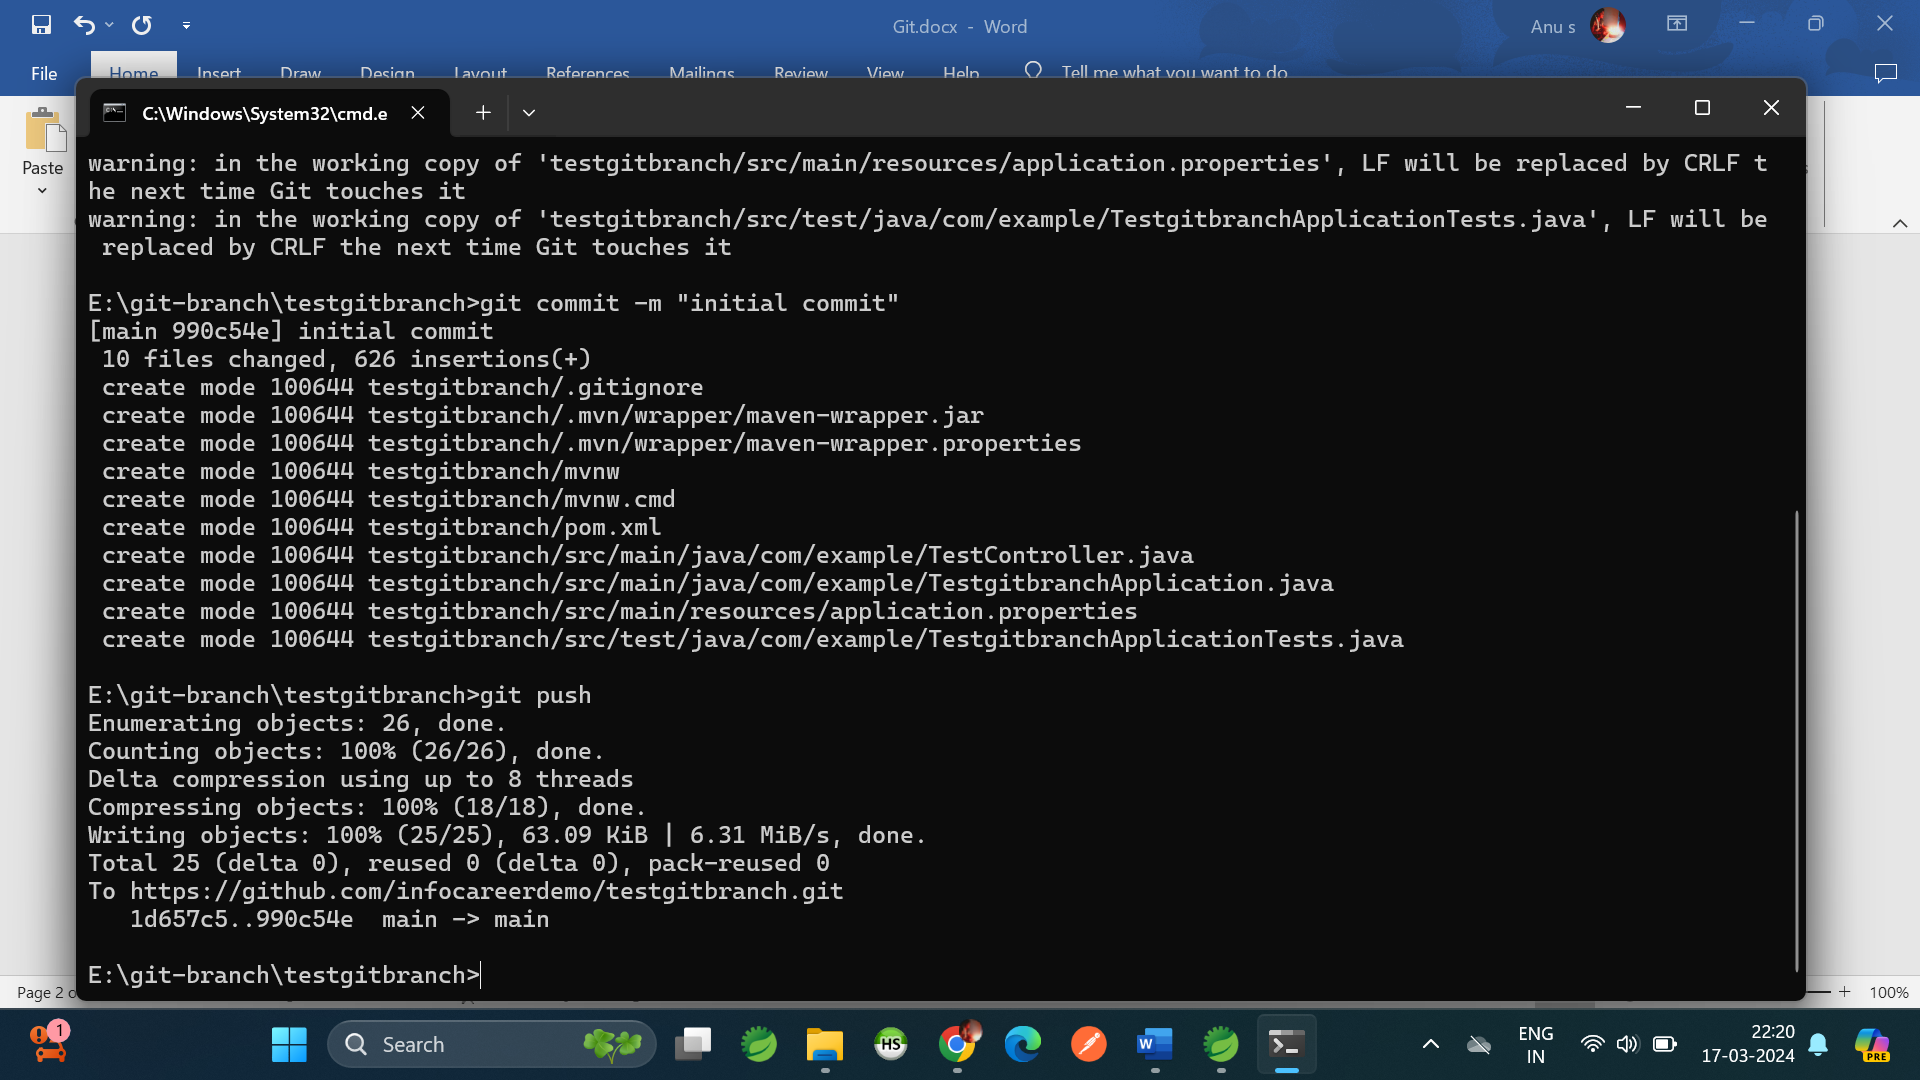 Git.docx - Word
Anu s
File
Home
Insert
Draw
Design
Layout
References
Mailings
Review
View
Help
Tell me what you want to do
Paste
C:\Windows\System32\cmd.e
warning: in the working copy of 'testgitbranch/src/main/resources/application.properties', LF will be replaced by CRLF t
he next time Git touches it
warning: in the working copy of 'testgitbranch/src/test/java/com/example/TestgitbranchApplicationTests.java', LF will be
 replaced by CRLF the next time Git touches it
E:\git-branch\testgitbranch>git commit -m "initial commit"
[main 990c54e] initial commit
 10 files changed, 626 insertions(+)
 create mode 100644 testgitbranch/.gitignore
 create mode 100644 testgitbranch/.mvn/wrapper/maven-wrapper.jar
 create mode 100644 testgitbranch/.mvn/wrapper/maven-wrapper.properties
 create mode 100644 testgitbranch/mvnw
 create mode 100644 testgitbranch/mvnw.cmd
 create mode 100644 testgitbranch/pom.xml
 create mode 100644 testgitbranch/src/main/java/com/example/TestController.java
 create mode 100644 testgitbranch/src/main/java/com/example/TestgitbranchApplication.java
 create mode 100644 testgitbranch/src/main/resources/application.properties
 create mode 100644 testgitbranch/src/test/java/com/example/TestgitbranchApplicationTests.java
E:\git-branch\testgitbranch>git push
Enumerating objects: 26, done.
Counting objects: 100% (26/26), done.
Delta compression using up to 8 threads
Compressing objects: 100% (18/18), done.
Writing objects: 100% (25/25), 63.09 KiB | 6.31 MiB/s, done.
Total 25 (delta 0), reused 0 (delta 0), pack-reused 0
To https://github.com/infocareerdemo/testgitbranch.git
   1d657c5..990c54e  main -> main
E:\git-branch\testgitbranch>
Page 2
100%
1
Search
HS
W
ENG
IN
22:20
17-03-2024
PRE